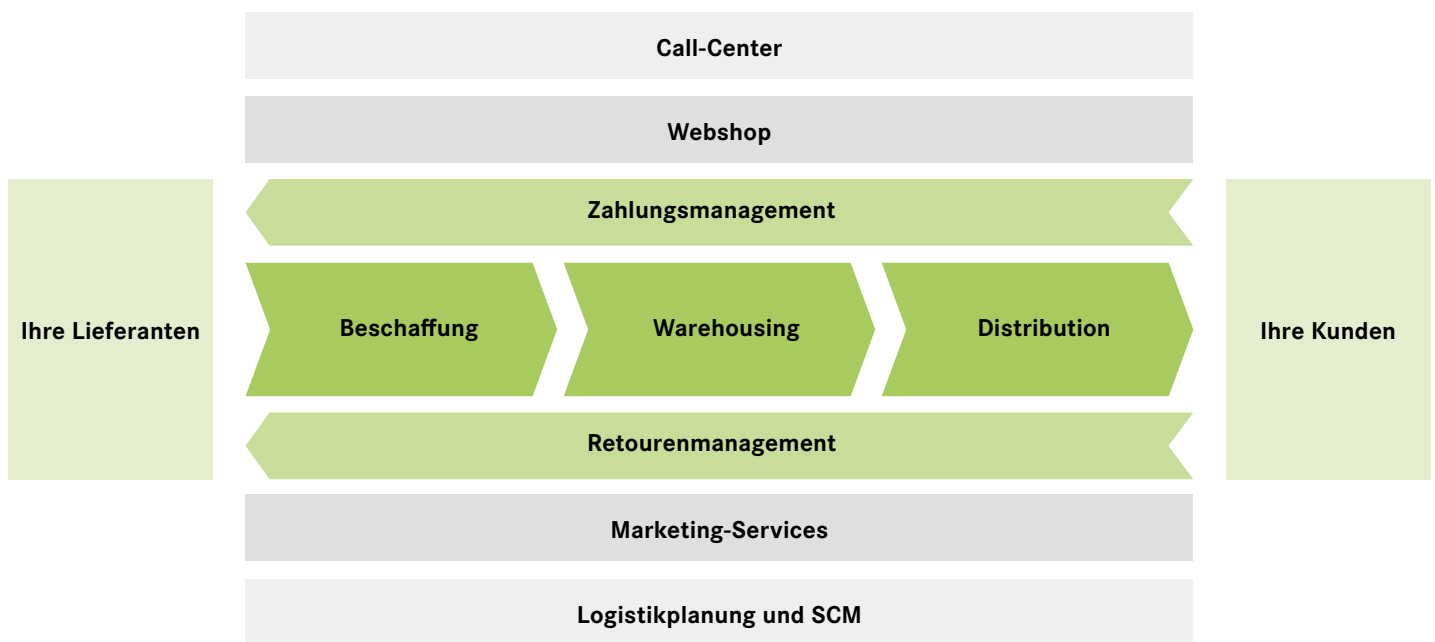 Call-Center
Webshop
Zahlungsmanagement
Ihre Lieferanten
Beschaffung
Warehousing
Distribution
Ihre Kunden
Retourenmanagement
Marketing-Services
Logistikplanung und SCM